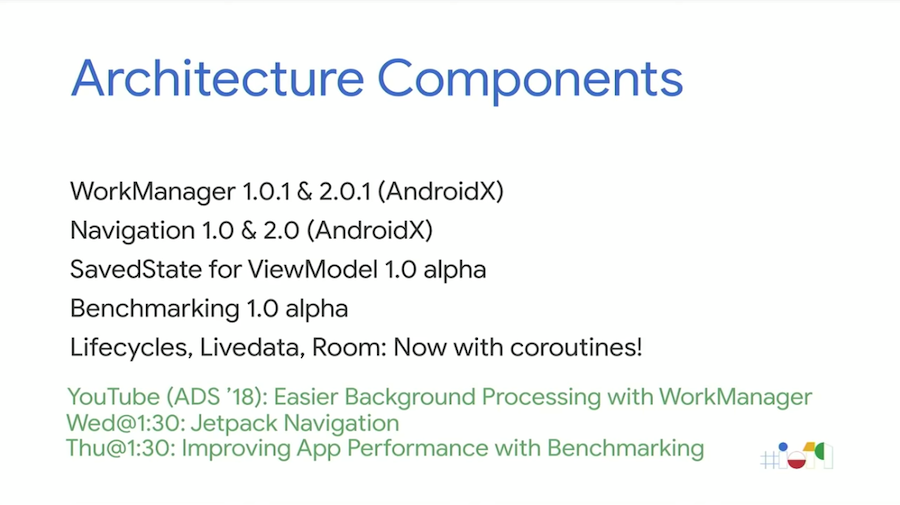 Architecture Components
WorkManager 1.0.1 & 2.0.1 (AndroidX)
Navigation 1.0 & 2.0 (AndroidX)
SavedState for ViewModel 1.0 alpha
Benchmarking 1.0 alpha
Lifecycles, Livedata, Room: Now with coroutines!
YouTube (ADS ’18): Easier Background Processing with WorkManager
Wed@1:30: Jetpack Navigation
Thu@1:30: Improving App Performance with Benchmarking
#io19